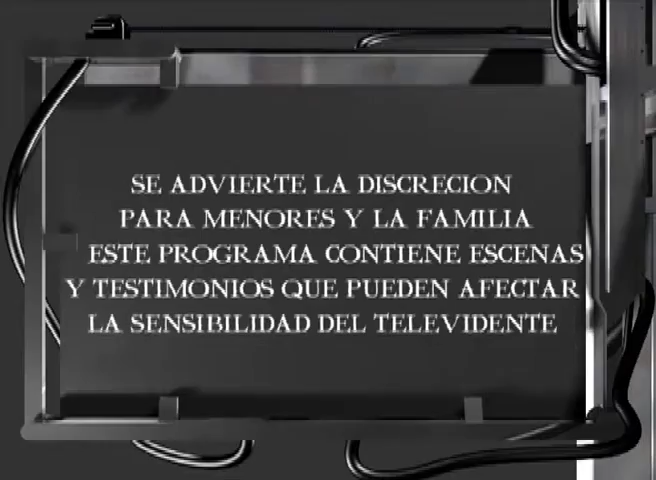 SE ADVIERTE LA DISCRECION
PARA MENORES Y LA FAMILIA
ESTE PROGRAMA CONTIENE ESCENAS
Y TESTIMONIOS QUE PUEDEN AFECTAR
LA SENSIBILIDAD DEL TELEVIDENTE